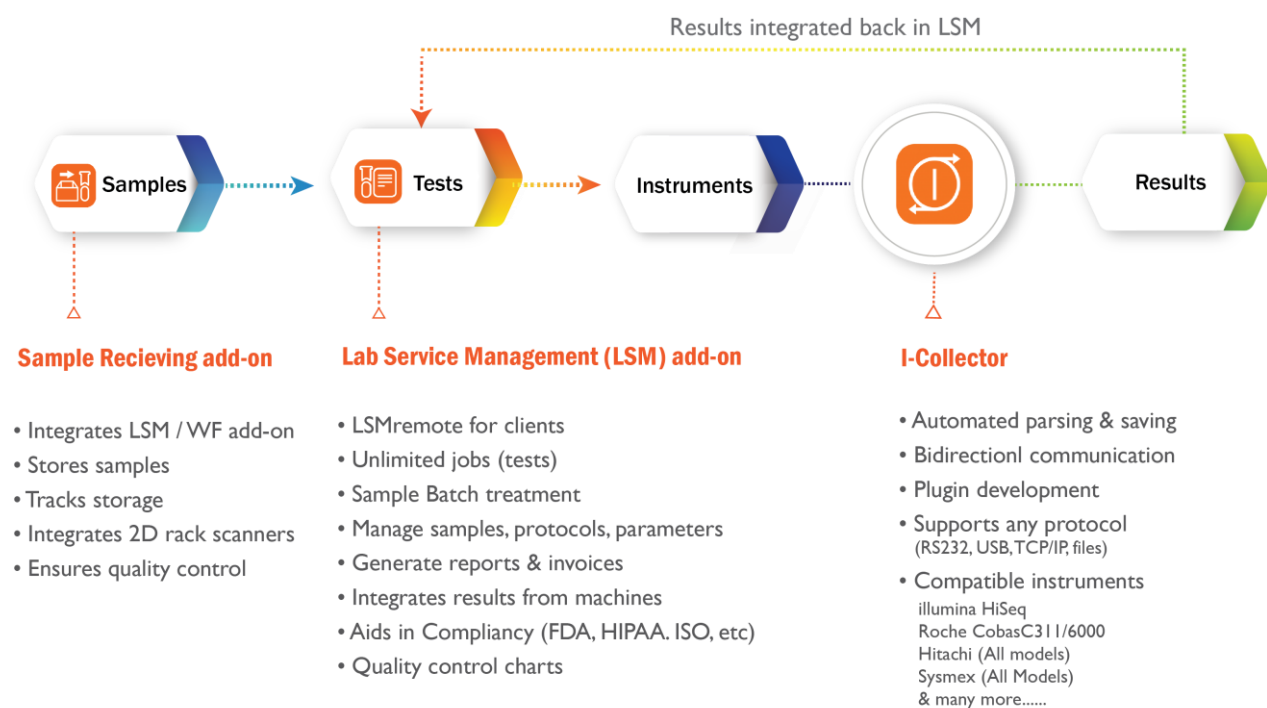 Results integrated back in LSM
Samples
Tests
Instruments
Results
Sample Recieving add-on
• Integrates LSM / WF add-on
• Stores samples
• Tracks storage
• Integrates 2D rack scanners
• Ensures quality control
Lab Service Management (LSM) add-on
• LSMremote for clients
• Unlimited jobs (tests)
• Sample Batch treatment
• Manage samples, protocols, parameters
• Generate reports & invoices
• Integrates results from machines
• Aids in Compliancy (FDA, HIPAA. ISO, etc)
• Quality control charts
I-Collector
• Automated parsing & saving
• Bidirectionl communication
• Plugin development
• Supports any protocol
(RS232, USB, TCP/IP, files)
• Compatible instruments
illumina HiSeq
Roche CobasC311/6000
Hitachi (All models)
Sysmex (All Models)
& many more......